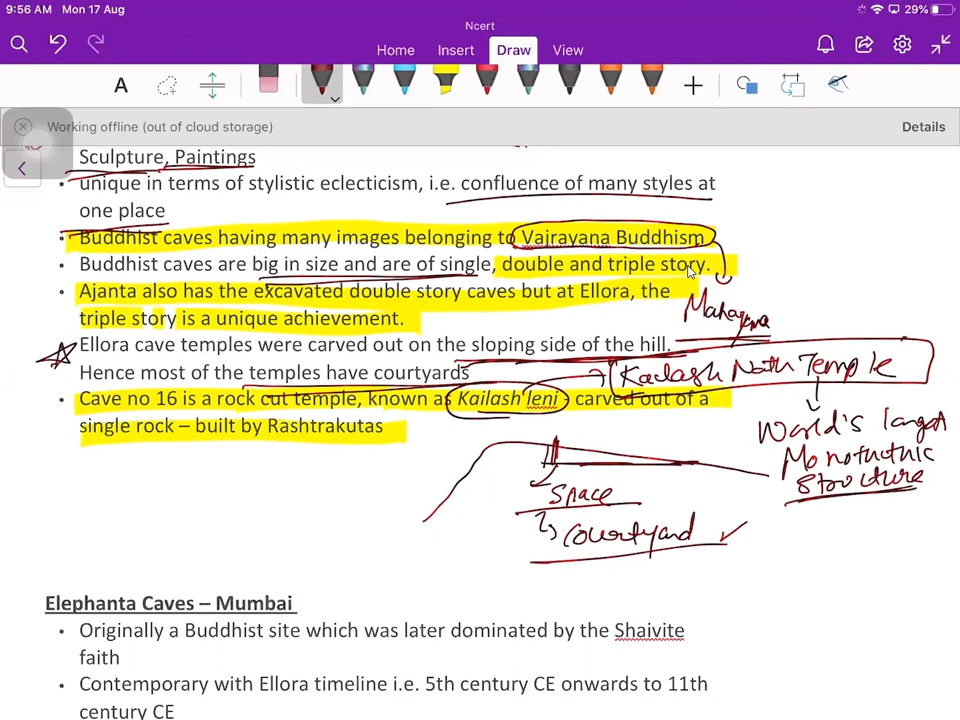 9:56 AM Mon 17 Aug
29%
Ncert
Home Insert Draw View
A
Working offline (out of cloud storage) Details
Sculpture, Paintings
unique in terms of stylistic eclecticism, i.e. confluence of many styles at
one place
Buddhist caves having many images belonging to Vajrayana Buddhism
Buddhist caves are big in size and are of single, double and triple story.
Ajanta also has the excavated double story caves but at Ellora, the
Mahayana
triple story is a unique achievement.
Ellora cave temples were carved out on the sloping side of the hill.
Hence most of the temples have courtyards
Kailash Nath Temple
Cave no 16 is a rock cut temple, known as Kailash leni - carved out of a
single rock – built by Rashtrakutas
World's largest
Monolithic
Structure
Space
Courtyard
Elephanta Caves – Mumbai
Originally a Buddhist site which was later dominated by the Shaivite
faith
Contemporary with Ellora timeline i.e. 5th century CE onwards to 11th
century CE